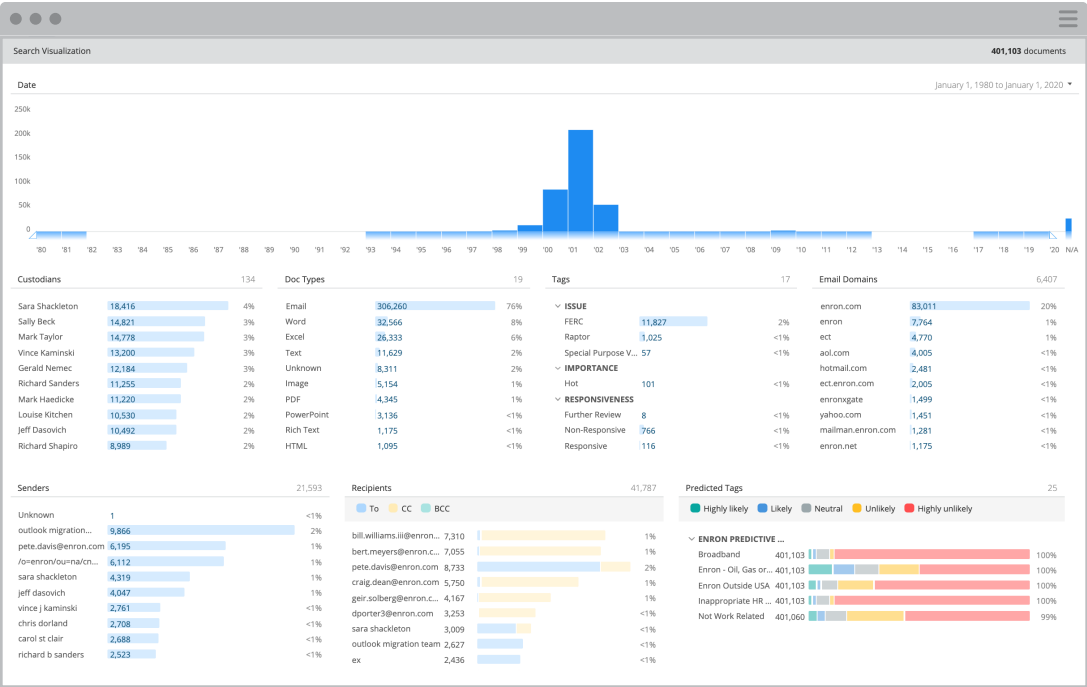 Search Visualization 401,103 documents
Date January 1, 1980 to January 1, 2020
250k
200k
150k
100k
50k
0
'80 '81 '82 '83 '84 '85 '86 '87 '88 '89 '90 '91 '92 '93 '94 '95 '96 '97 '98 '99 '00 '01 '02 '03 '04 '05 '06 '07 '08 '09 '10 '11 '12 '13 '14 '15 '16 '17 '18 '19 '20 N/A
Custodians 134
Sara Shackleton 18,416 4%
Sally Beck 14,821 3%
Mark Taylor 14,778 3%
Vince Kaminski 13,200 3%
Gerald Nemec 12,184 3%
Richard Sanders 11,255 2%
Mark Haedicke 11,220 2%
Louise Kitchen 10,530 2%
Jeff Dasovich 10,492 2%
Richard Shapiro 8,989 2%
Doc Types 19
Email 306,260 76%
Word 32,566 8%
Excel 26,333 6%
Text 11,629 2%
Unknown 8,311 2%
Image 5,154 1%
PDF 4,345 1%
PowerPoint 3,136 <1%
Rich Text 1,175 <1%
HTML 1,095 <1%
Tags 17
ISSUE
FERC 11,827 2%
Raptor 1,025 <1%
Special Purpose V... 57 <1%
IMPORTANCE
Hot 101 <1%
RESPONSIVENESS
Further Review 8 <1%
Non-Responsive 766 <1%
Responsive 116 <1%
Email Domains 6,407
enron.com 83,011 20%
enron 7,764 1%
ect 4,770 1%
aol.com 4,005 <1%
hotmail.com 2,481 <1%
ect.enron.com 2,005 <1%
enronxgate 1,499 <1%
yahoo.com 1,451 <1%
mailman.enron.com 1,281 <1%
enron.net 1,175 <1%
Senders 21,593
Unknown 1 <1%
outlook migration... 9,866 2%
pete.davis@enron.com 6,195 1%
/o=enron/ou=na/cn... 6,112 1%
sara shackleton 4,319 1%
jeff dasovich 4,047 1%
vince j kaminski 2,761 <1%
chris dorland 2,708 <1%
carol st clair 2,688 <1%
richard b sanders 2,523 <1%
Recipients 41,787
To CC BCC
bill.williams.iii@enron... 7,310 1%
bert.meyers@enron.c... 7,055 1%
pete.davis@enron.com 8,733 2%
craig.dean@enron.com 5,750 1%
geir.solberg@enron.c... 4,167 1%
dporter3@enron.com 3,253 <1%
sara shackleton 3,009 <1%
outlook migration team 2,627 <1%
ex 2,436 <1%
Predicted Tags 25
Highly likely Likely Neutral Unlikely Highly unlikely
ENRON PREDICTIVE ...
Broadband 401,103 100%
Enron - Oil, Gas or... 401,103 100%
Enron Outside USA 401,103 100%
Inappropriate HR ... 401,103 100%
Not Work Related 401,060 99%